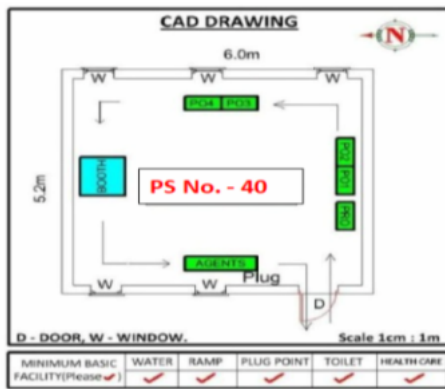 CAD DRAWING
N
6.0m
W W W
PO4 PO3
5.2m
BOOTH
PS No. - 40
PO2
PO1
PRO
AGENTS
Plug
W W
D
D - DOOR, W - WINDOW.
Scale 1cm : 1m
MINIMUM BASIC FACILITY(Please✓)
WATER
RAMP
PLUG POINT
TOILET
HEALTH CARE
✓ ✓ ✓ ✓ ✓